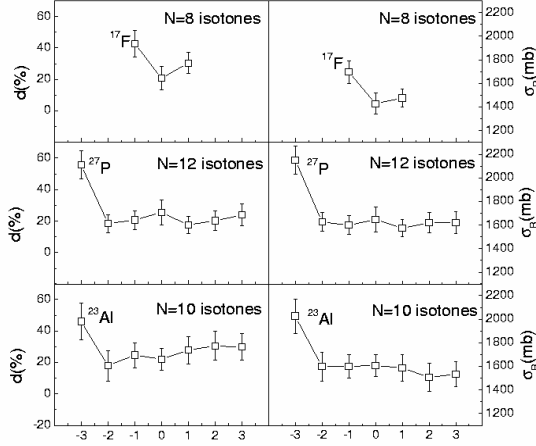 N=8 isotones
N=8 isotones
¹⁷F
¹⁷F
60
40
20
0
d(%)
2200
2000
1800
1600
1400
1200
σ_R(mb)
N=12 isotones
N=12 isotones
²⁷P
²⁷P
60
40
20
0
d(%)
2200
2000
1800
1600
1400
1200
σ_R(mb)
N=10 isotones
N=10 isotones
²³Al
²³Al
60
40
20
0
-20
d(%)
2200
2000
1800
1600
1400
1200
σ_R(mb)
-3 -2 -1 0 1 2 3
-3 -2 -1 0 1 2 3